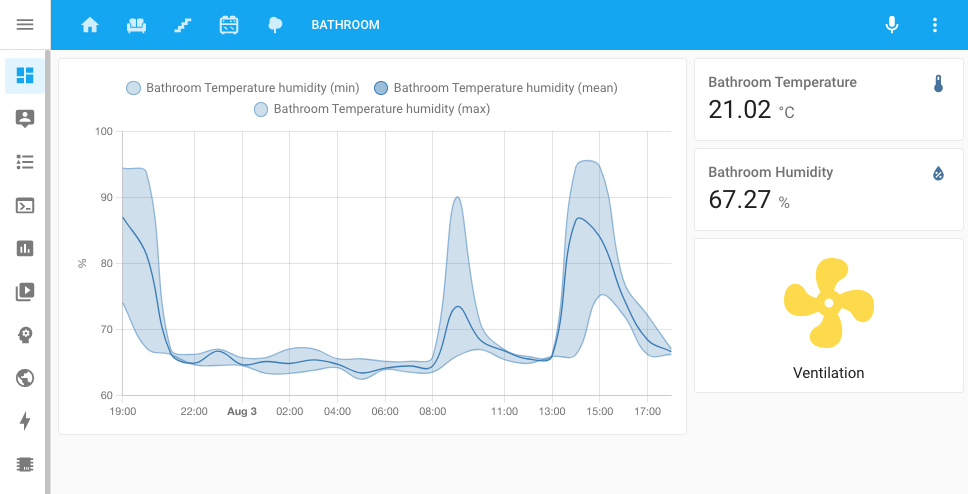 BATHROOM
Bathroom Temperature humidity (min)
Bathroom Temperature humidity (mean)
Bathroom Temperature humidity (max)
100
90
80
70
60
%
19:00
22:00
Aug 3
02:00
04:00
06:00
08:00
11:00
13:00
15:00
17:00
Bathroom Temperature
21.02 °C
Bathroom Humidity
67.27 %
Ventilation